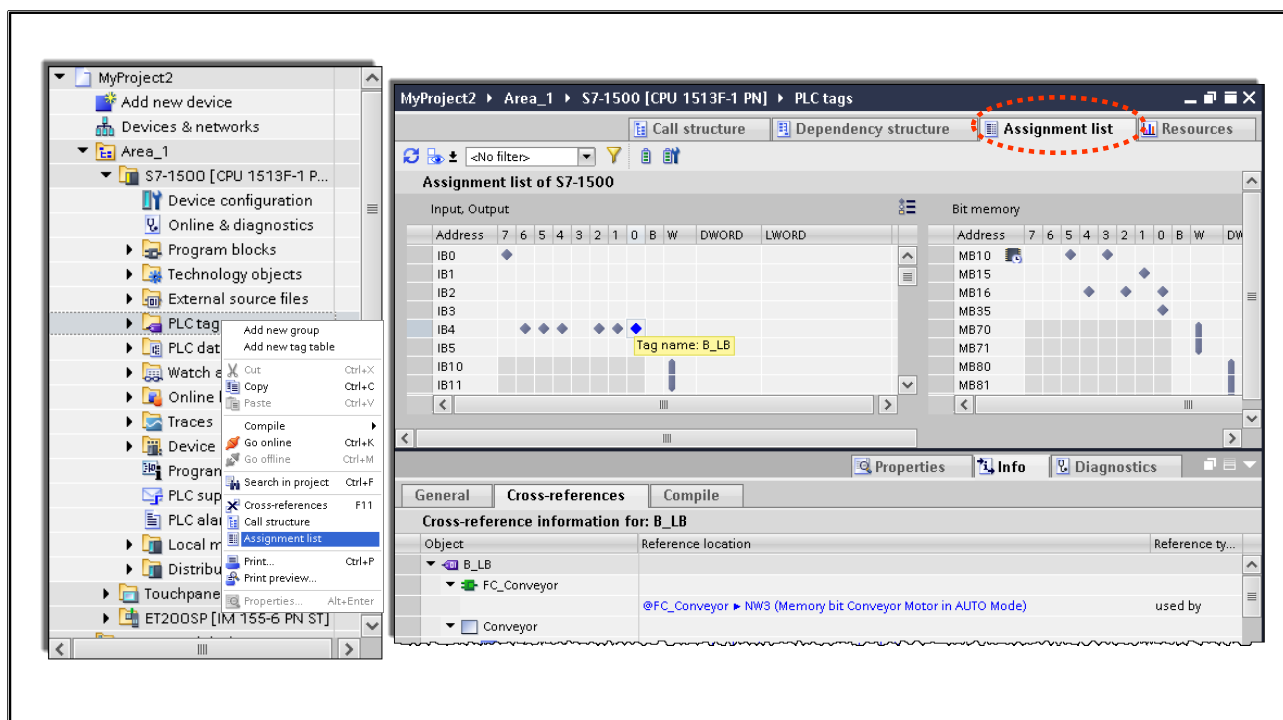 MyProject2
Add new device
Devices & networks
Area_1
S7-1500 [CPU 1513F-1 P...
Device configuration
Online & diagnostics
Program blocks
Technology objects
External source files
PLC tag
PLC dat
Watch a
Online
Traces
Device
Program
PLC sup
PLC alar
Local m
Distribu
Touchpane
ET200SP [IM 155-6 PN ST]
Add new group
Add new tag table
Cut Ctrl+X
Copy Ctrl+C
Paste Ctrl+V
Compile
Go online Ctrl+K
Go offline Ctrl+M
Search in project Ctrl+F
Cross-references F11
Call structure
Assignment list
Print... Ctrl+P
Print preview...
Properties... Alt+Enter
MyProject2 ▸ Area_1 ▸ S7-1500 [CPU 1513F-1 PN] ▸ PLC tags
Call structure Dependency structure Assignment list Resources
<No filter>
Assignment list of S7-1500
Input, Output
Address 7 6 5 4 3 2 1 0 B W DWORD LWORD
IB0
IB1
IB2
IB3
IB4
Tag name: B_LB
IB5
IB10
IB11
Bit memory
Address 7 6 5 4 3 2 1 0 B W DW
MB10
MB15
MB16
MB35
MB70
MB71
MB80
MB81
Properties Info Diagnostics
General Cross-references Compile
Cross-reference information for: B_LB
Object Reference location Reference ty...
B_LB
FC_Conveyor
@FC_Conveyor ▸ NW3 (Memory bit Conveyor Motor in AUTO Mode) used by
Conveyor